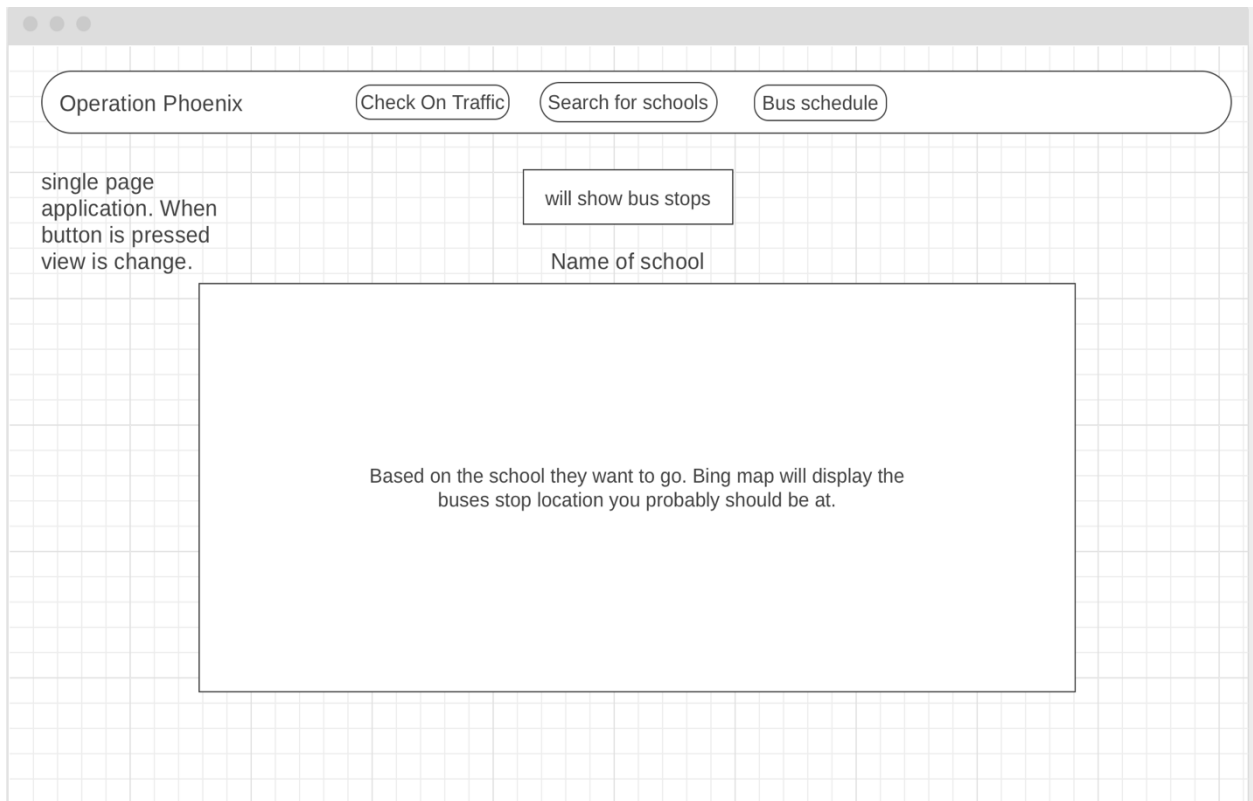 Operation Phoenix
Check On Traffic
Search for schools
Bus schedule
single page
application. When
button is pressed
view is change.
will show bus stops
Name of school
Based on the school they want to go. Bing map will display the
buses stop location you probably should be at.